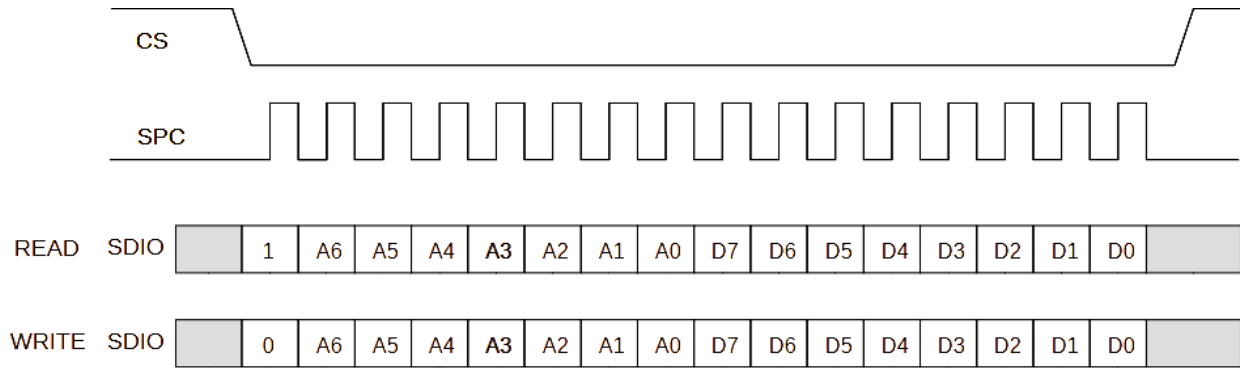 CS
SPC
READ SDIO 1 A6 A5 A4 A3 A2 A1 A0 D7 D6 D5 D4 D3 D2 D1 D0
WRITE SDIO 0 A6 A5 A4 A3 A2 A1 A0 D7 D6 D5 D4 D3 D2 D1 D0